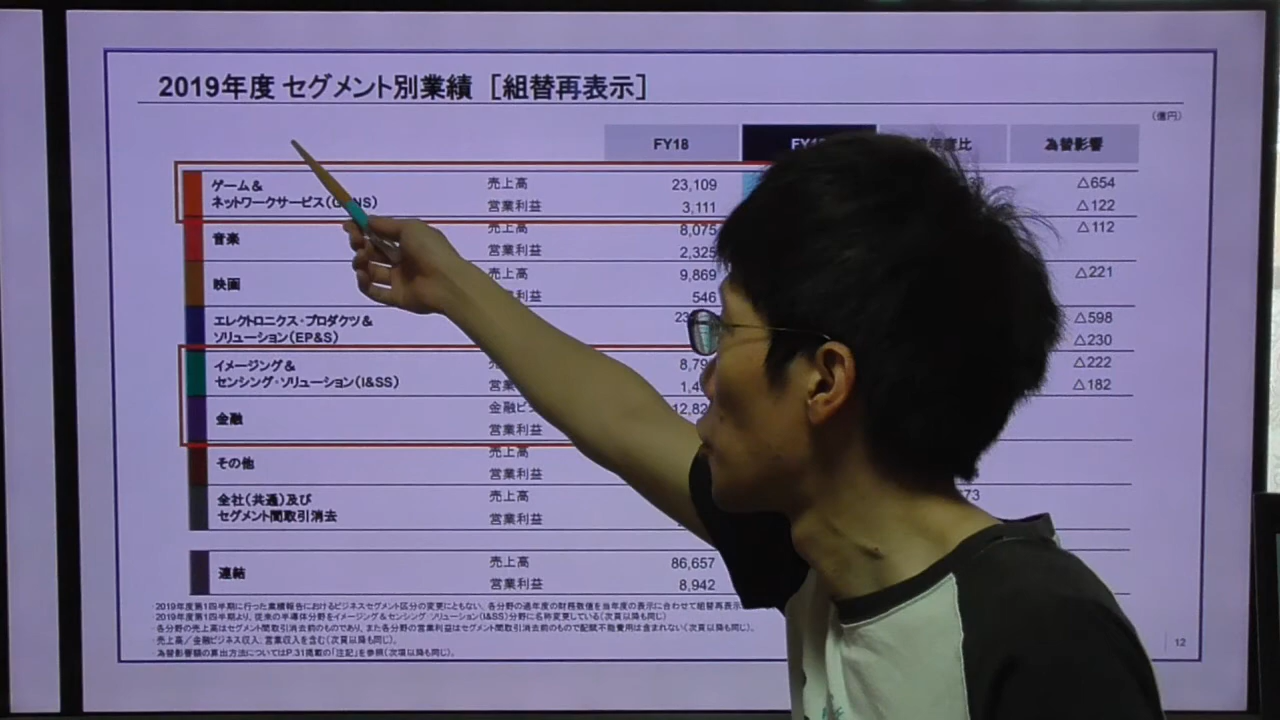 2019年度 セグメント別業績 ［組替再表示］
（億円）
FY18 年度比 為替影響
ゲーム＆ 売上高 23,109 △654
ネットワークサービス 営業利益 3,111 △122
音楽 売上高 8,075 △112
営業利益 2,325
映画 売上高 9,869 △221
546
エレクトロニクス・プロダクツ＆ △598
ソリューション（EP&S） △230
イメージング＆ △222
センシング・ソリューション（I&SS） △182
金融 金融ビ
営業利益
その他 売上高
営業利益
全社（共通）及び 売上高
セグメント間取引消去 営業利益
連結 売上高 86,657
営業利益 8,942
・2019年度第1四半期に行った業績報告におけるビジネスセグメント区分の変更にともない、各分野の過年度の財務数値を当年度の表示に合わせて組替再表示
・2019年度第1四半期より、従来の半導体分野をイメージング＆センシング・ソリューション（I&SS）分野に名称変更している（次頁以降も同じ）
・各分野の売上高はセグメント間取引消去前のものであり、また各分野の営業利益はセグメント間取引消去前のもので配賦不能費用は含まれない（次頁以降も同じ）。
・売上高／金融ビジネス収入、営業収入を含む（次頁以降も同じ）。
・為替影響額の算出方法についてはP.31掲載の「注記」を参照（次項以降も同じ）。
12